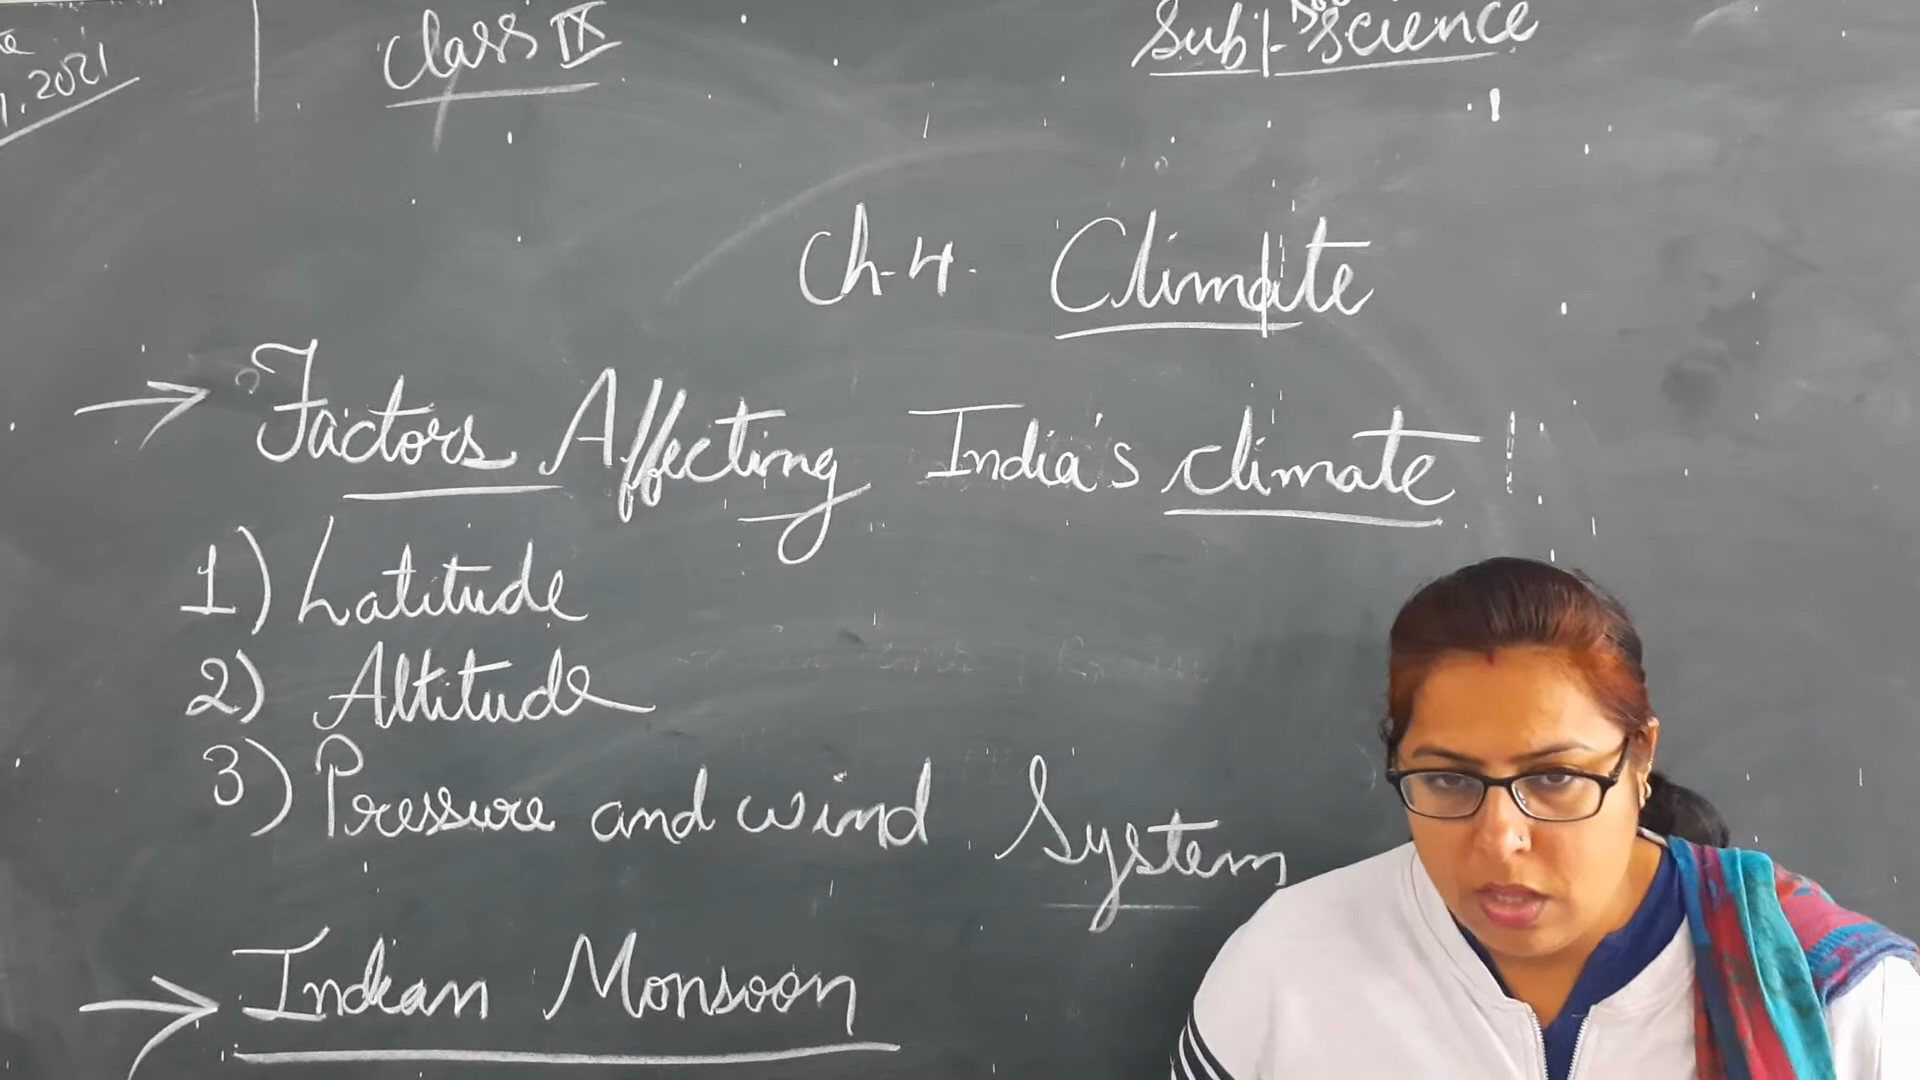 2021
Class IX
Sub|- Science
Ch-4. Climate
→ Factors Affecting India's climate
1) Latitude
2) Altitude
3) Pressure and wind System
→ Indian Monsoon